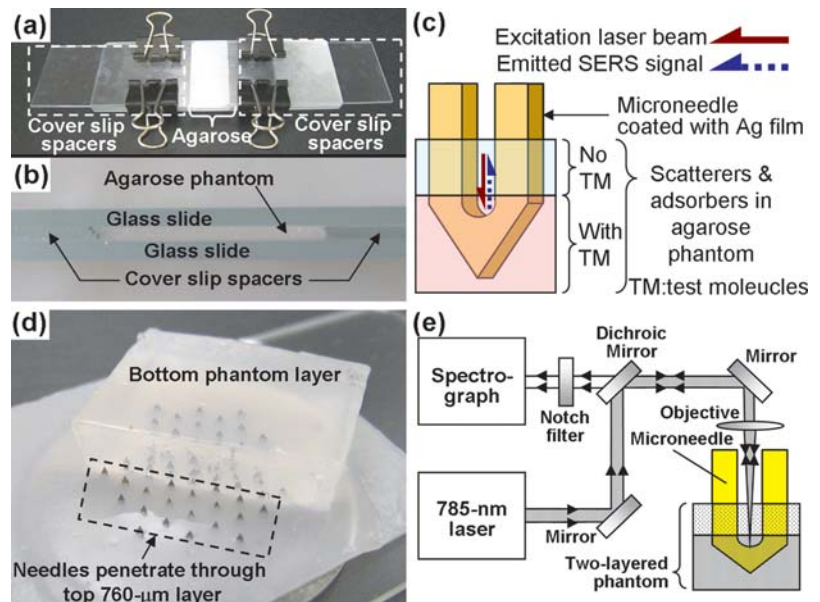 (a)
Cover slip
spacers
Agarose
Cover slip
spacers
(b)
Agarose phantom
Glass slide
Glass slide
Cover slip spacers
(c)
Excitation laser beam
Emitted SERS signal
Microneedle
coated with Ag film
No
TM
With
TM
Scatterers &
adsorbers in
agarose
phantom
TM:test moleucles
(d)
Bottom phantom layer
Needles penetrate through
top 760-μm layer
(e)
Spectro-
graph
Notch
filter
Dichroic
Mirror
Mirror
Objective
Microneedle
785-nm
laser
Mirror
Two-layered
phantom